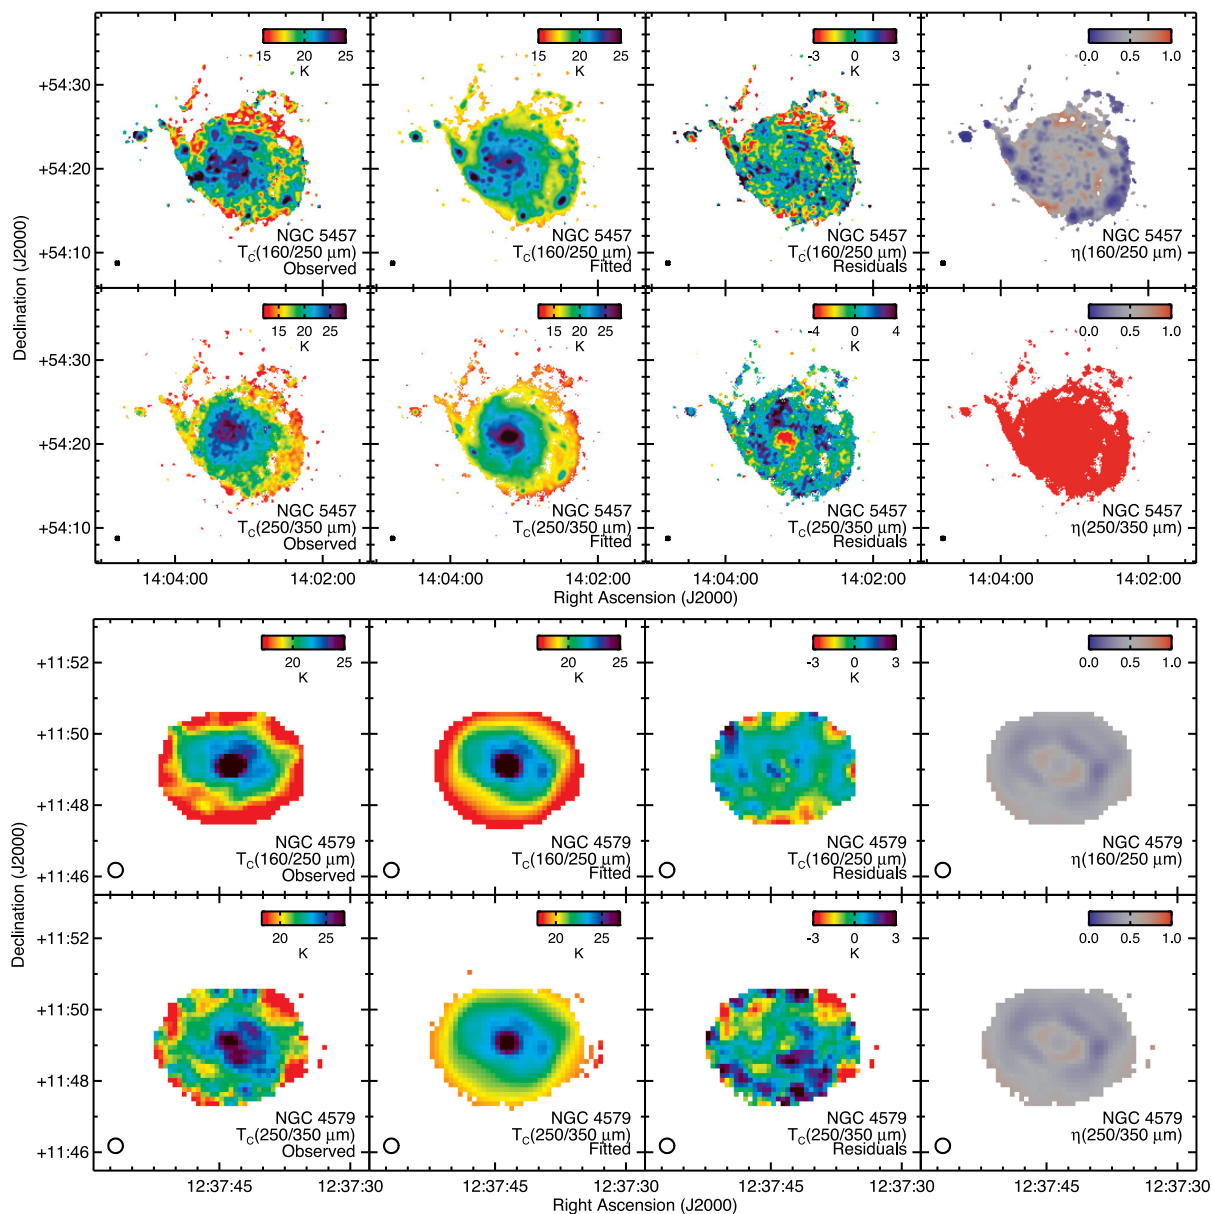 15 20 25
K
15 20 25
K
-3 0 3
K
0.0 0.5 1.0
+54:30
+54:20
+54:10
NGC 5457
T_C(160/250 μm)
Observed
NGC 5457
T_C(160/250 μm)
Fitted
NGC 5457
T_C(160/250 μm)
Residuals
NGC 5457
η(160/250 μm)
Declination (J2000)
15 20 25
K
15 20 25
K
-4 0 4
K
0.0 0.5 1.0
+54:30
+54:20
+54:10
NGC 5457
T_C(250/350 μm)
Observed
NGC 5457
T_C(250/350 μm)
Fitted
NGC 5457
T_C(250/350 μm)
Residuals
NGC 5457
η(250/350 μm)
14:04:00 14:02:00 14:04:00 14:02:00 14:04:00 14:02:00 14:04:00 14:02:00
Right Ascension (J2000)
20 25
K
20 25
K
-3 0 3
K
0.0 0.5 1.0
+11:52
+11:50
+11:48
+11:46
NGC 4579
T_C(160/250 μm)
Observed
NGC 4579
T_C(160/250 μm)
Fitted
NGC 4579
T_C(160/250 μm)
Residuals
NGC 4579
η(160/250 μm)
Declination (J2000)
20 25
K
20 25
K
-3 0 3
K
0.0 0.5 1.0
+11:52
+11:50
+11:48
+11:46
NGC 4579
T_C(250/350 μm)
Observed
NGC 4579
T_C(250/350 μm)
Fitted
NGC 4579
T_C(250/350 μm)
Residuals
NGC 4579
η(250/350 μm)
12:37:45 12:37:30 12:37:45 12:37:30 12:37:45 12:37:30 12:37:45 12:37:30
Right Ascension (J2000)